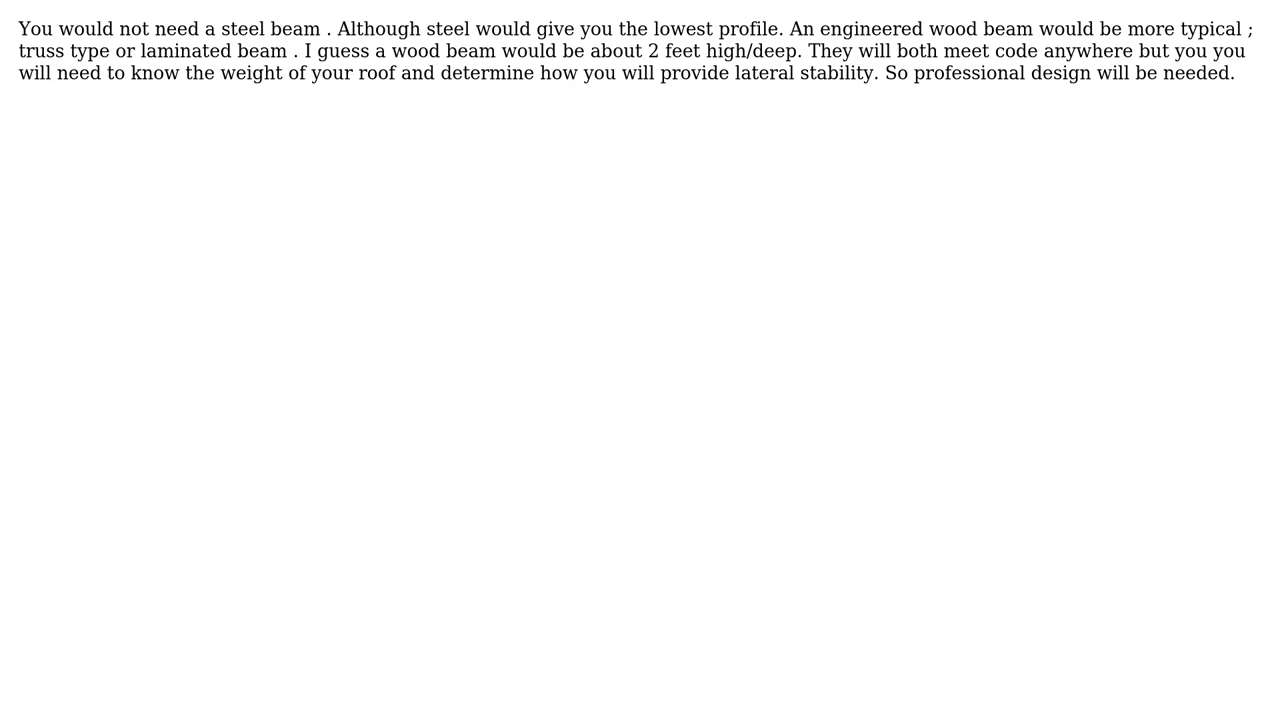 You would not need a steel beam . Although steel would give you the lowest profile. An engineered wood beam would be more typical ;
truss type or laminated beam . I guess a wood beam would be about 2 feet high/deep. They will both meet code anywhere but you you
will need to know the weight of your roof and determine how you will provide lateral stability. So professional design will be needed.